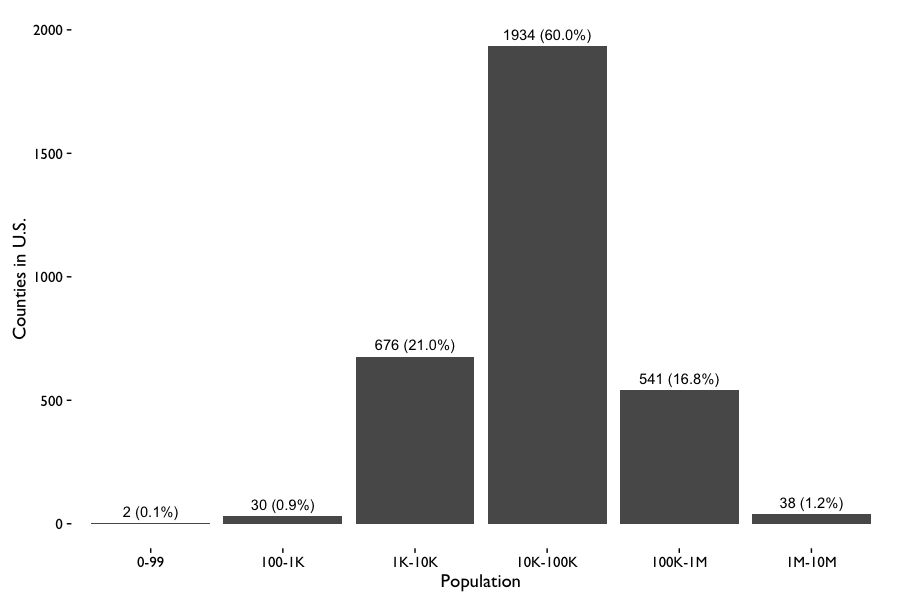 2000
1934 (60.0%)
1500
Counties in U.S.
1000
676 (21.0%)
541 (16.8%)
500
2 (0.1%)
30 (0.9%)
38 (1.2%)
0
0-99
100-1K
1K-10K
10K-100K
100K-1M
1M-10M
Population